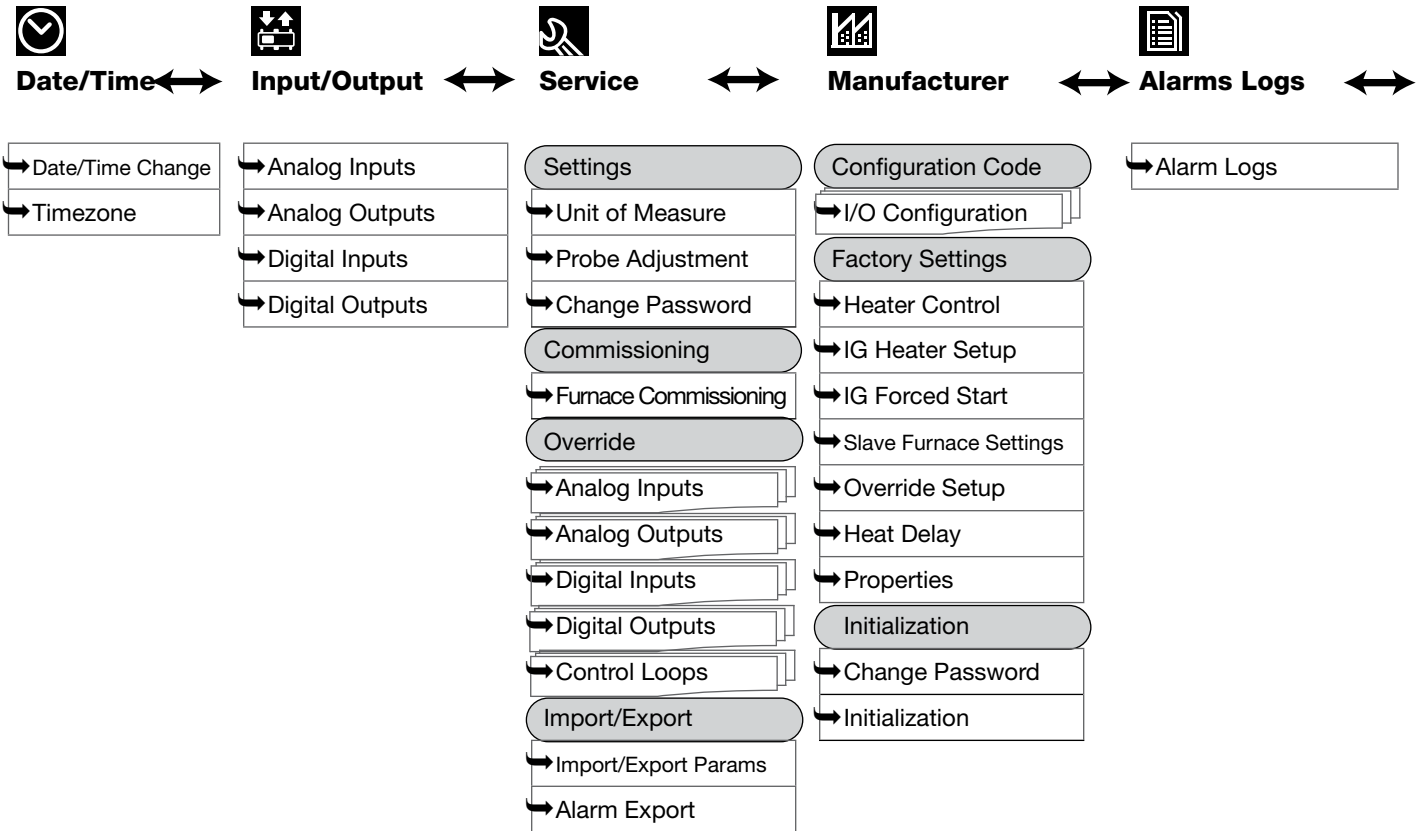 Date/Time
Input/Output
Service
Manufacturer
Alarms Logs
Date/Time Change
Timezone
Analog Inputs
Analog Outputs
Digital Inputs
Digital Outputs
Settings
Unit of Measure
Probe Adjustment
Change Password
Commissioning
Furnace Commissioning
Override
Analog Inputs
Analog Outputs
Digital Inputs
Digital Outputs
Control Loops
Import/Export
Import/Export Params
Alarm Export
Configuration Code
I/O Configuration
Factory Settings
Heater Control
IG Heater Setup
IG Forced Start
Slave Furnace Settings
Override Setup
Heat Delay
Properties
Initialization
Change Password
Initialization
Alarm Logs